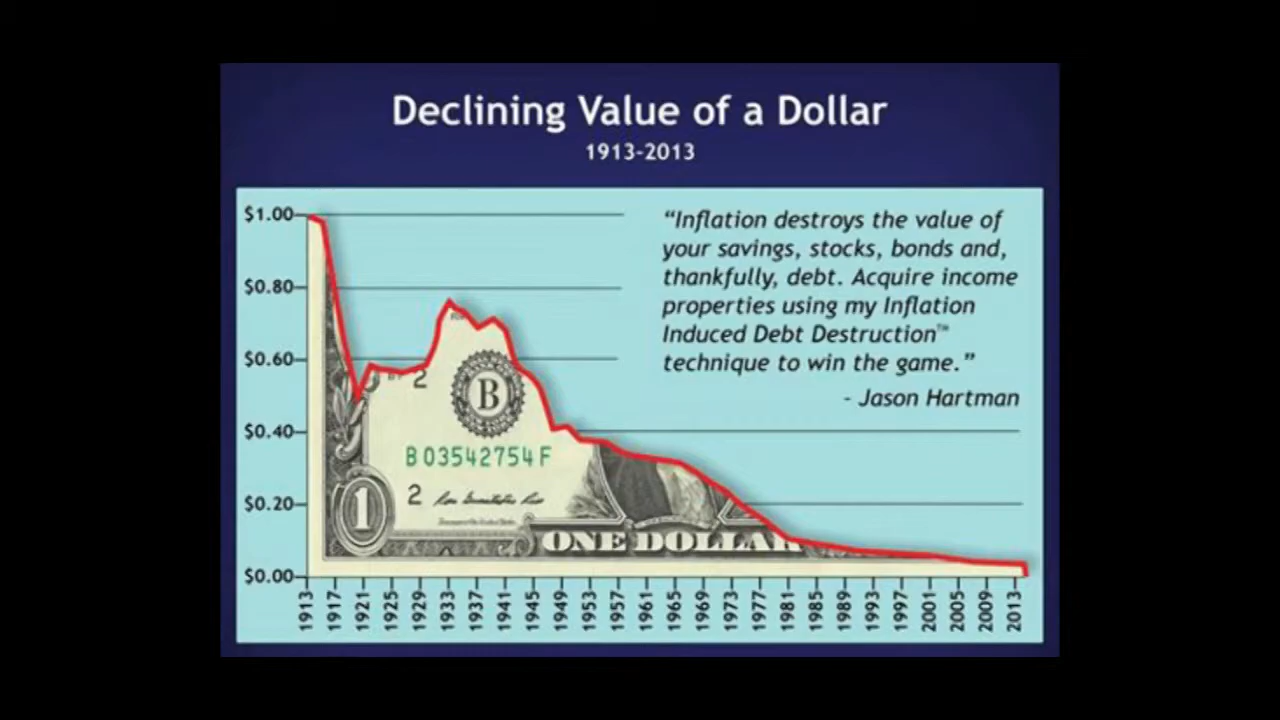 Declining Value of a Dollar
1913-2013
$1.00
$0.80
$0.60
$0.40
$0.20
$0.00
“Inflation destroys the value of
your savings, stocks, bonds and,
thankfully, debt. Acquire income
properties using my Inflation
Induced Debt Destruction™
technique to win the game.”
- Jason Hartman
2
B
B 03542754 F
2
1
ONE DOLLAR
1913 1917 1921 1925 1929 1933 1937 1941 1945 1949 1953 1957 1961 1965 1969 1973 1977 1981 1985 1989 1993 1997 2001 2005 2009 2013